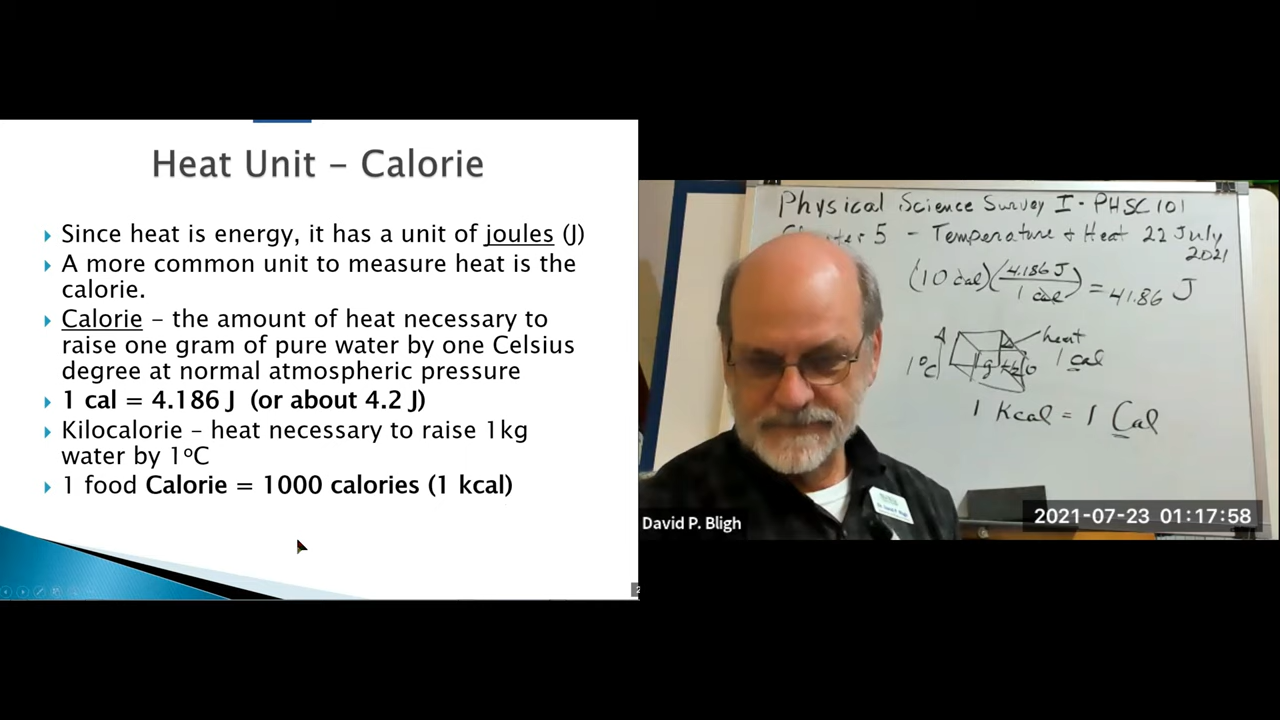 Heat Unit – Calorie
Since heat is energy, it has a unit of joules (J)
A more common unit to measure heat is the
calorie.
Calorie – the amount of heat necessary to
raise one gram of pure water by one Celsius
degree at normal atmospheric pressure
1 cal = 4.186 J (or about 4.2 J)
Kilocalorie – heat necessary to raise 1kg
water by 1ºC
1 food Calorie = 1000 calories (1 kcal)
Physical Science Survey I - PHSC 101
5 - Temperature + Heat 22 July
2021
(10 cal)(4.186 J / 1 cal) = 41.86 J
heat
1°C 1g H2O 1 cal
1 Kcal = 1 Cal
David P. Bligh
2021-07-23 01:17:58